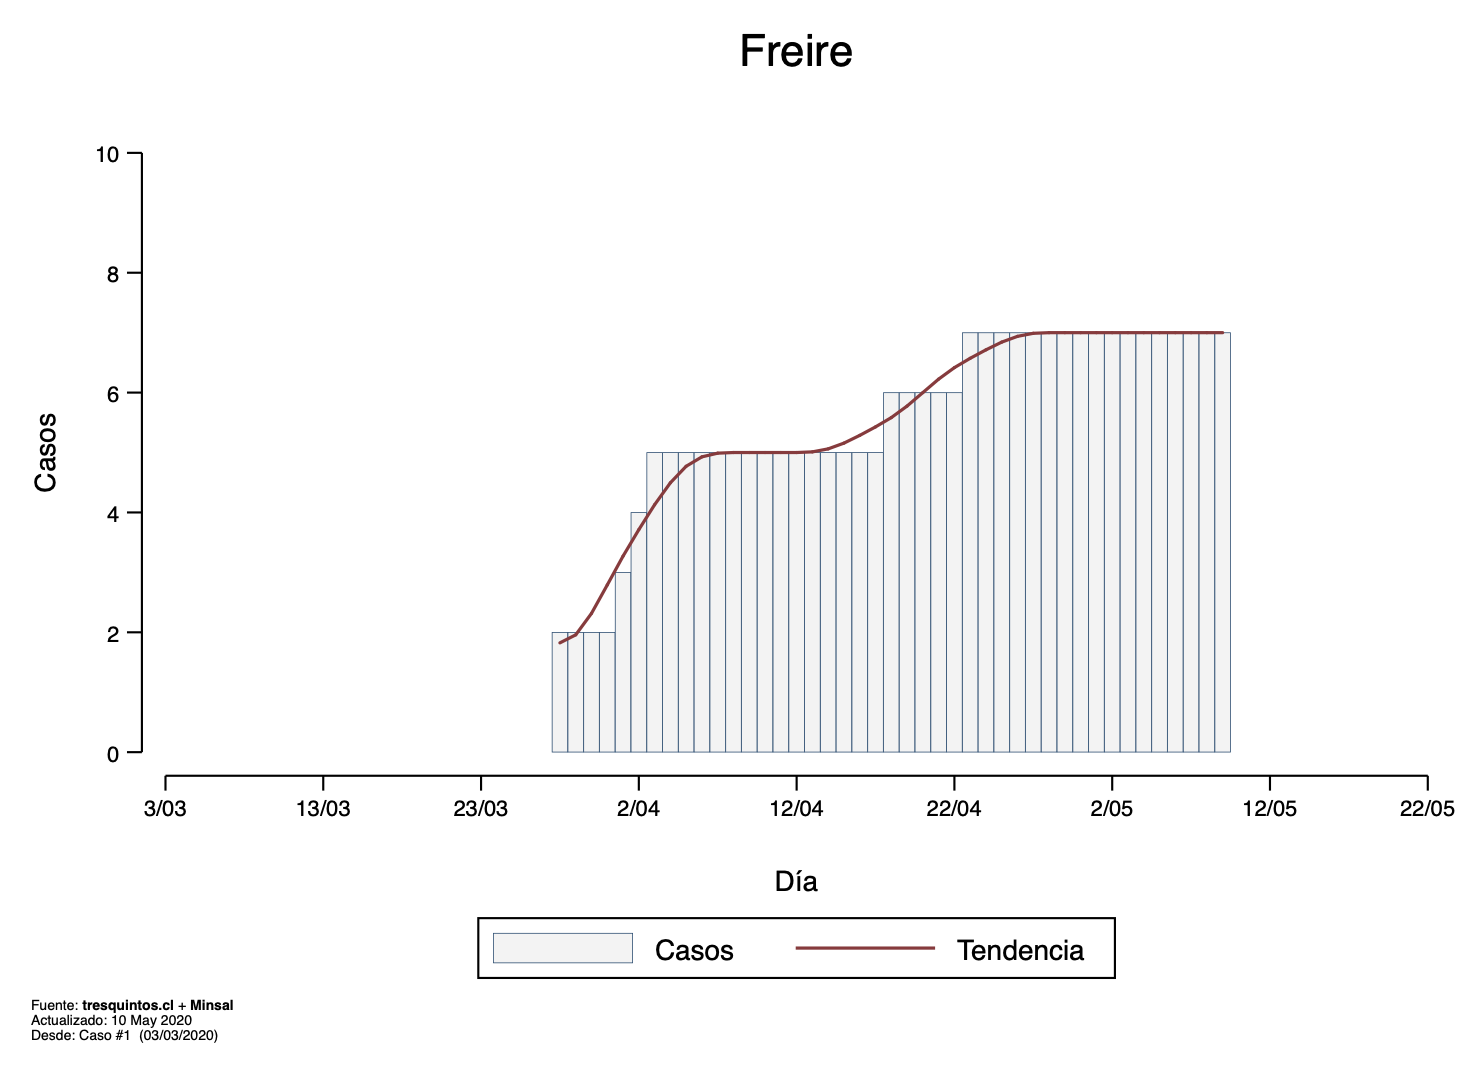 Freire
10
8
6
4
2
0
Casos
3/03
13/03
23/03
2/04
12/04
22/04
2/05
12/05
22/05
Día
Casos
Tendencia
Fuente: tresquintos.cl + Minsal
Actualizado: 10 May 2020
Desde: Caso #1 (03/03/2020)